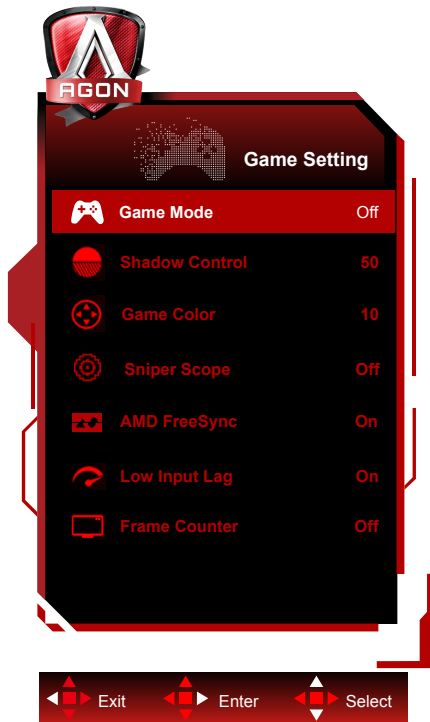 AGON
Game Setting
Game Mode Off
Shadow Control 50
Game Color 10
Sniper Scope Off
AMD FreeSync On
Low Input Lag On
Frame Counter Off
Exit Enter Select